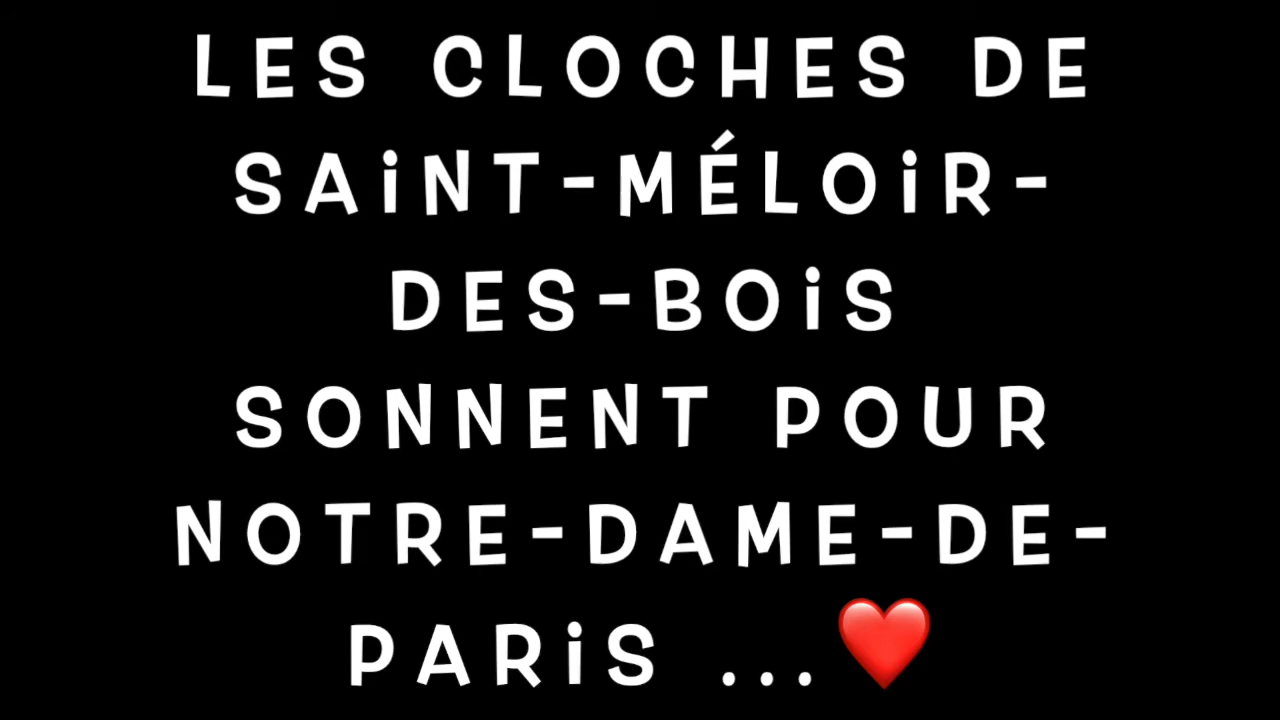 LES CLOCHES DE
SAiNT-MÉLOiR-
DES-BOiS
SONNENT POUR
NOTRE-DAME-DE-
PARiS ...❤️